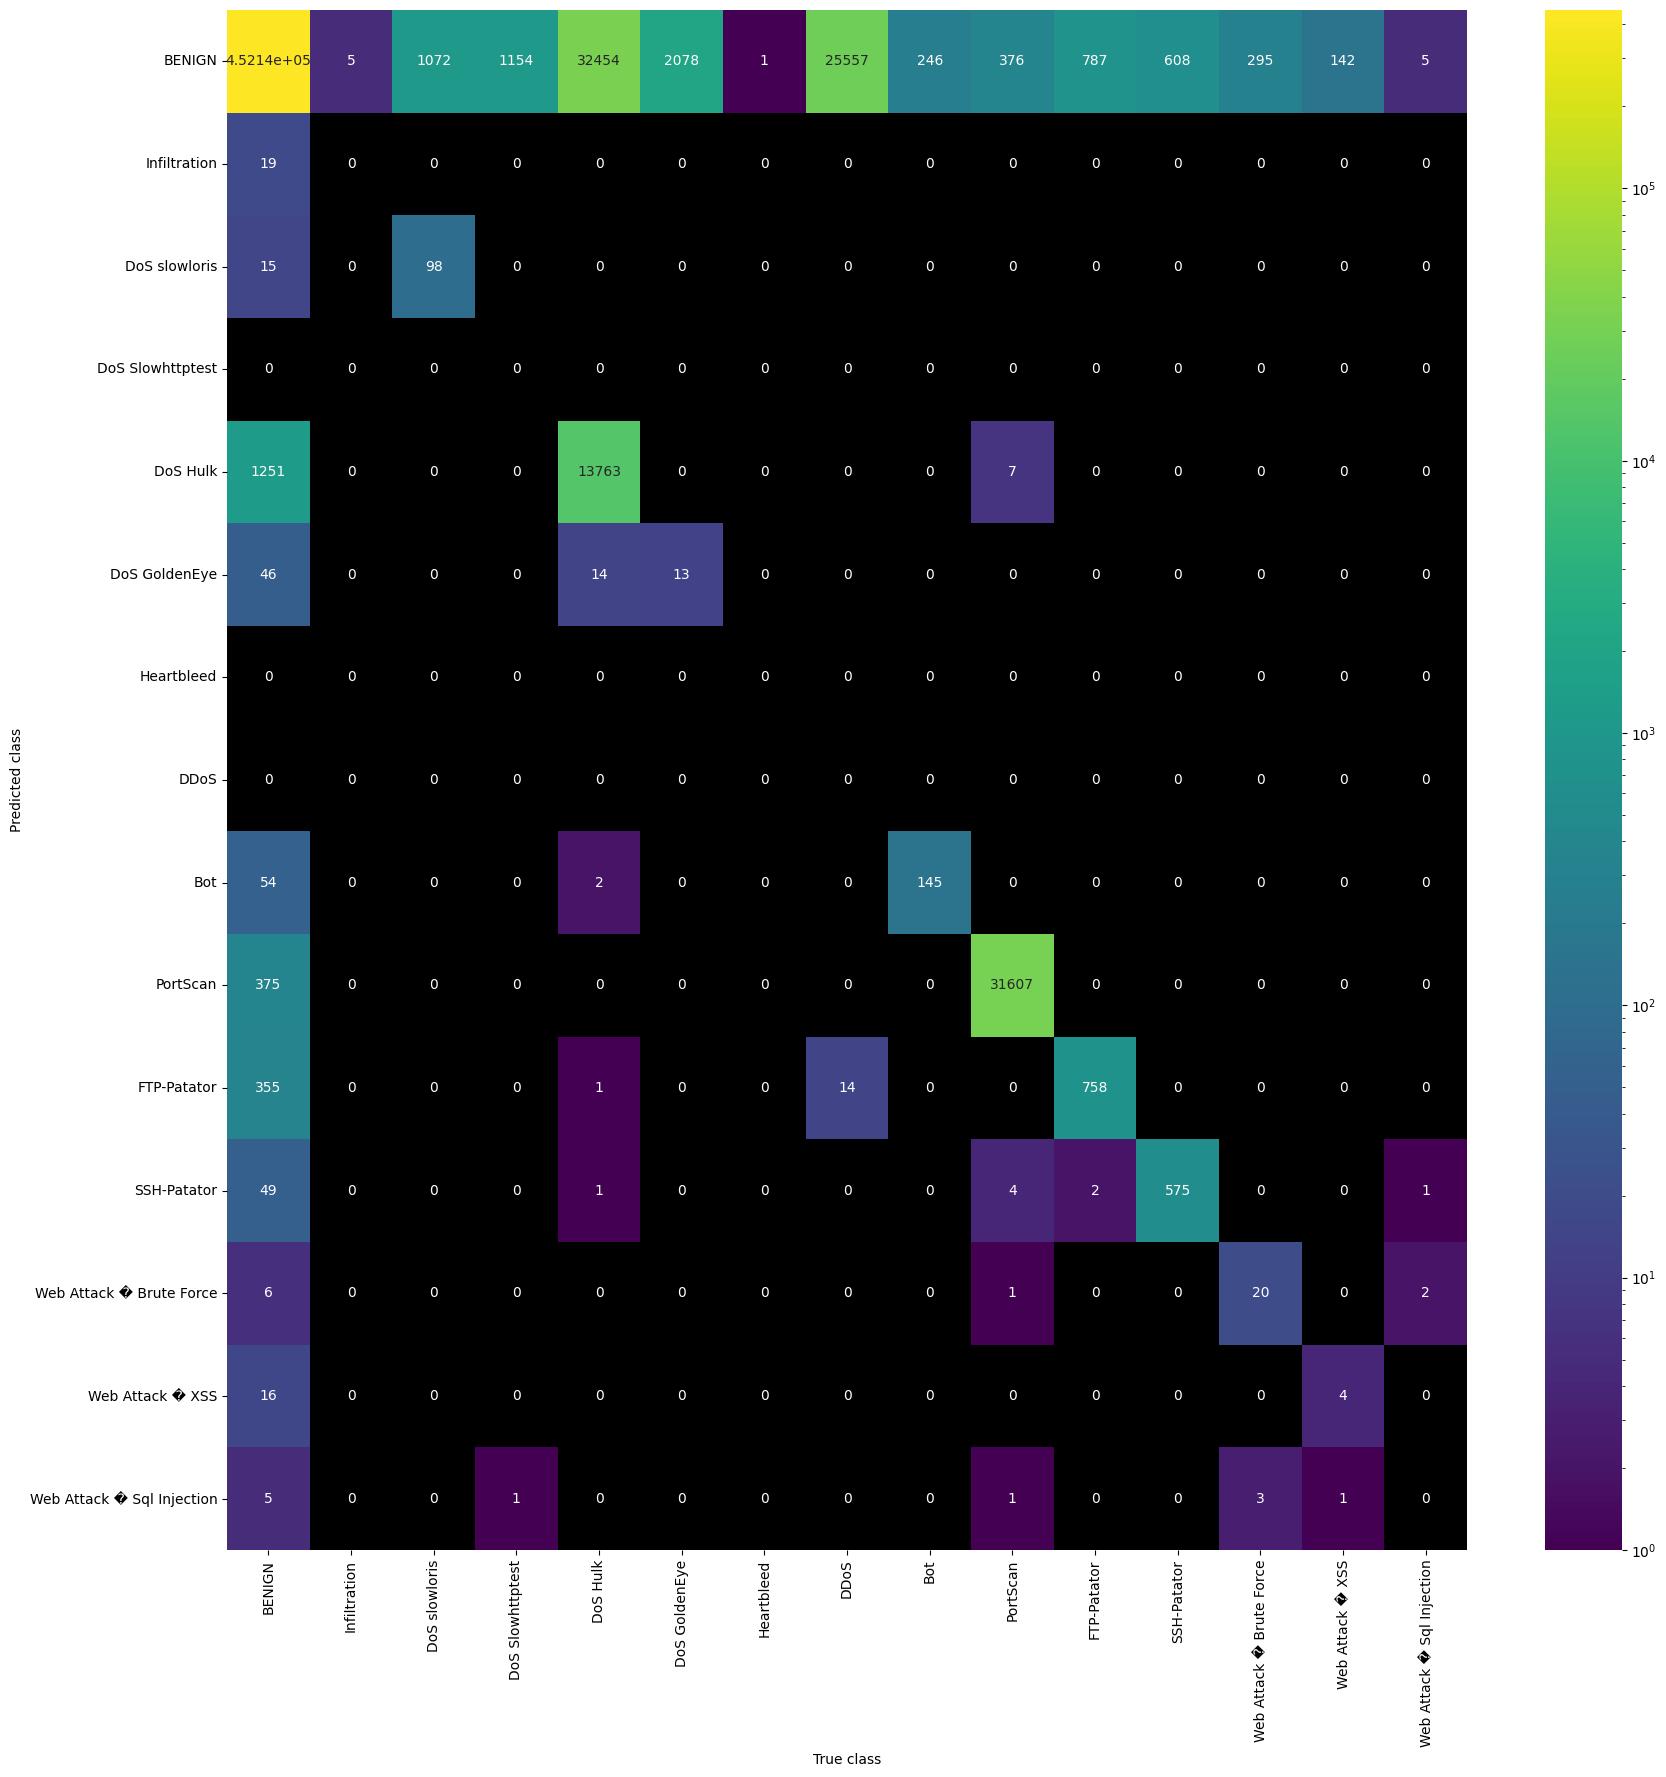 BENIGN 4.5214e+05 5 1072 1154 32454 2078 1 25557 246 376 787 608 295 142 5
Infiltration 19 0 0 0 0 0 0 0 0 0 0 0 0 0 0
DoS slowloris 15 0 98 0 0 0 0 0 0 0 0 0 0 0 0
DoS Slowhttptest 0 0 0 0 0 0 0 0 0 0 0 0 0 0 0
DoS Hulk 1251 0 0 0 13763 0 0 0 0 7 0 0 0 0 0
DoS GoldenEye 46 0 0 0 14 13 0 0 0 0 0 0 0 0 0
Heartbleed 0 0 0 0 0 0 0 0 0 0 0 0 0 0 0
DDoS 0 0 0 0 0 0 0 0 0 0 0 0 0 0 0
Bot 54 0 0 0 2 0 0 0 145 0 0 0 0 0 0
PortScan 375 0 0 0 0 0 0 0 0 31607 0 0 0 0 0
FTP-Patator 355 0 0 0 1 0 0 14 0 0 758 0 0 0 0
SSH-Patator 49 0 0 0 1 0 0 0 0 4 2 575 0 0 1
Web Attack � Brute Force 6 0 0 0 0 0 0 0 0 1 0 0 20 0 2
Web Attack � XSS 16 0 0 0 0 0 0 0 0 0 0 0 0 4 0
Web Attack � Sql Injection 5 0 0 1 0 0 0 0 0 1 0 0 3 1 0
Predicted class
BENIGN
Infiltration
DoS slowloris
DoS Slowhttptest
DoS Hulk
DoS GoldenEye
Heartbleed
DDoS
Bot
PortScan
FTP-Patator
SSH-Patator
Web Attack � Brute Force
Web Attack � XSS
Web Attack � Sql Injection
True class
10⁵
10⁴
10³
10²
10¹
10⁰